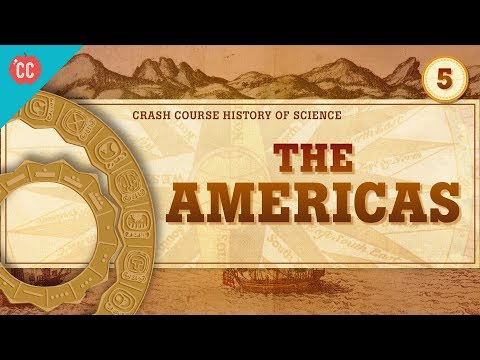 CC
5
CRASH COURSE HISTORY OF SCIENCE
THE
AMERICAS